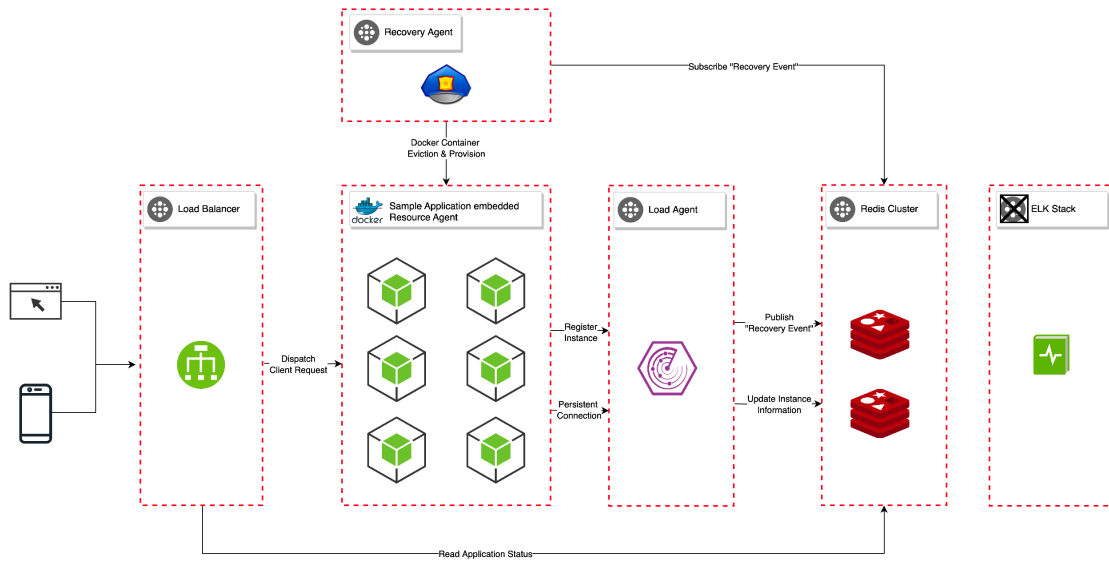 Recovery Agent
Subscribe "Recovery Event"
Docker Container
Eviction & Provision
Load Balancer
docker
Sample Application embedded
Resource Agent
Load Agent
Redis Cluster
ELK Stack
Dispatch
Client Request
Register
Instance
Persistent
Connection
Publish
"Recovery Event"
Update Instance
Information
Read Application Status